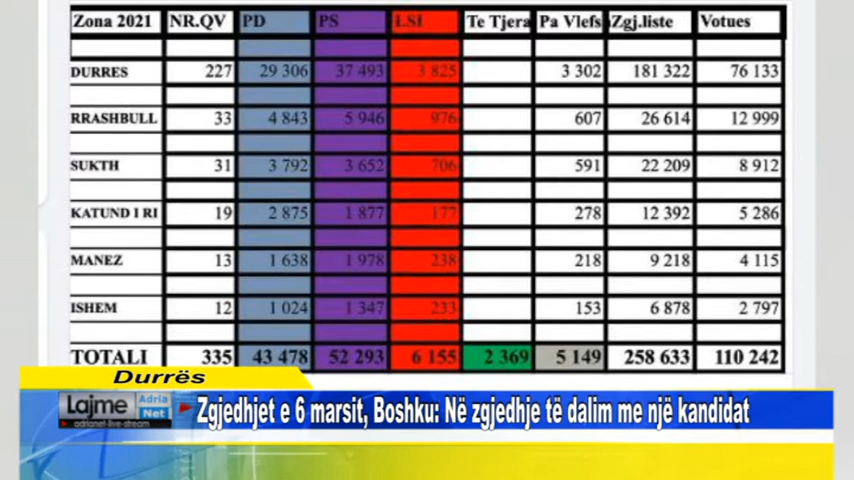 Zona 2021 NR.QV PD PS LSI Te Tjera Pa Vlefs Zgj.liste Votues
DURRES 227 29 306 37 493 3 825 3 302 181 322 76 133
RRASHBULL 33 4 843 5 946 976 607 26 614 12 999
SUKTH 31 3 792 3 652 706 591 22 209 8 912
KATUND I RI 19 2 875 1 877 177 278 12 392 5 286
MANEZ 13 1 638 1 978 238 218 9 218 4 115
ISHEM 12 1 024 1 347 233 153 6 878 2 797
TOTALI 335 43 478 52 293 6 155 2 369 5 149 258 633 110 242
Durrës
Lajme Adria Net
adrianet-live-stream
Zgjedhjet e 6 marsit, Boshku: Në zgjedhje të dalim me një kandidat